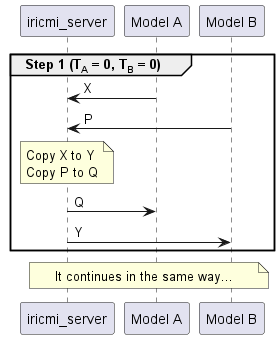 iricmi_server Model A Model B
Step 1 (T_A = 0, T_B = 0)
X
P
Copy X to Y
Copy P to Q
Q
Y
It continues in the same way...
iricmi_server Model A Model B